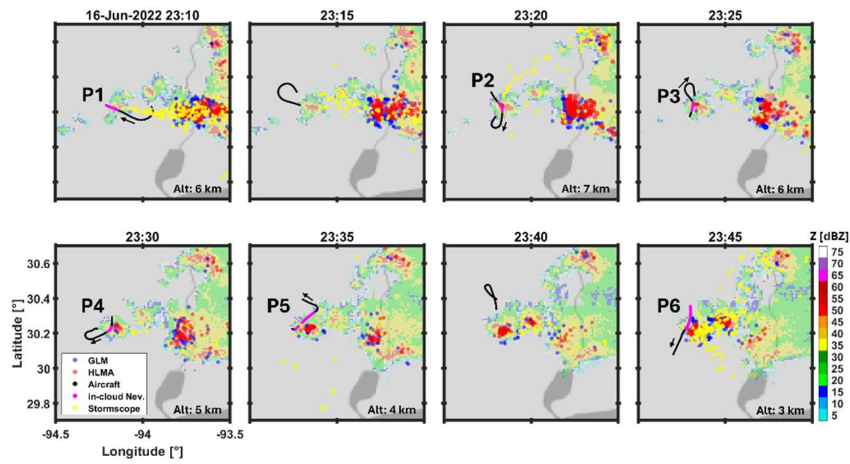 16-Jun-2022 23:10
23:15
23:20
23:25
P1
P2
P3
Alt: 6 km
Alt: 7 km
Alt: 6 km
23:30
23:35
23:40
23:45
Z [dBZ]
P4
P5
P6
30.6
30.4
30.2
30
29.8
Latitude [°]
GLM
HLMA
Aircraft
in-cloud Nev.
Stormscope
Alt: 5 km
Alt: 4 km
Alt: 3 km
75
70
65
60
55
50
45
40
35
30
25
20
15
10
5
-94.5
-94
-93.5
Longitude [°]